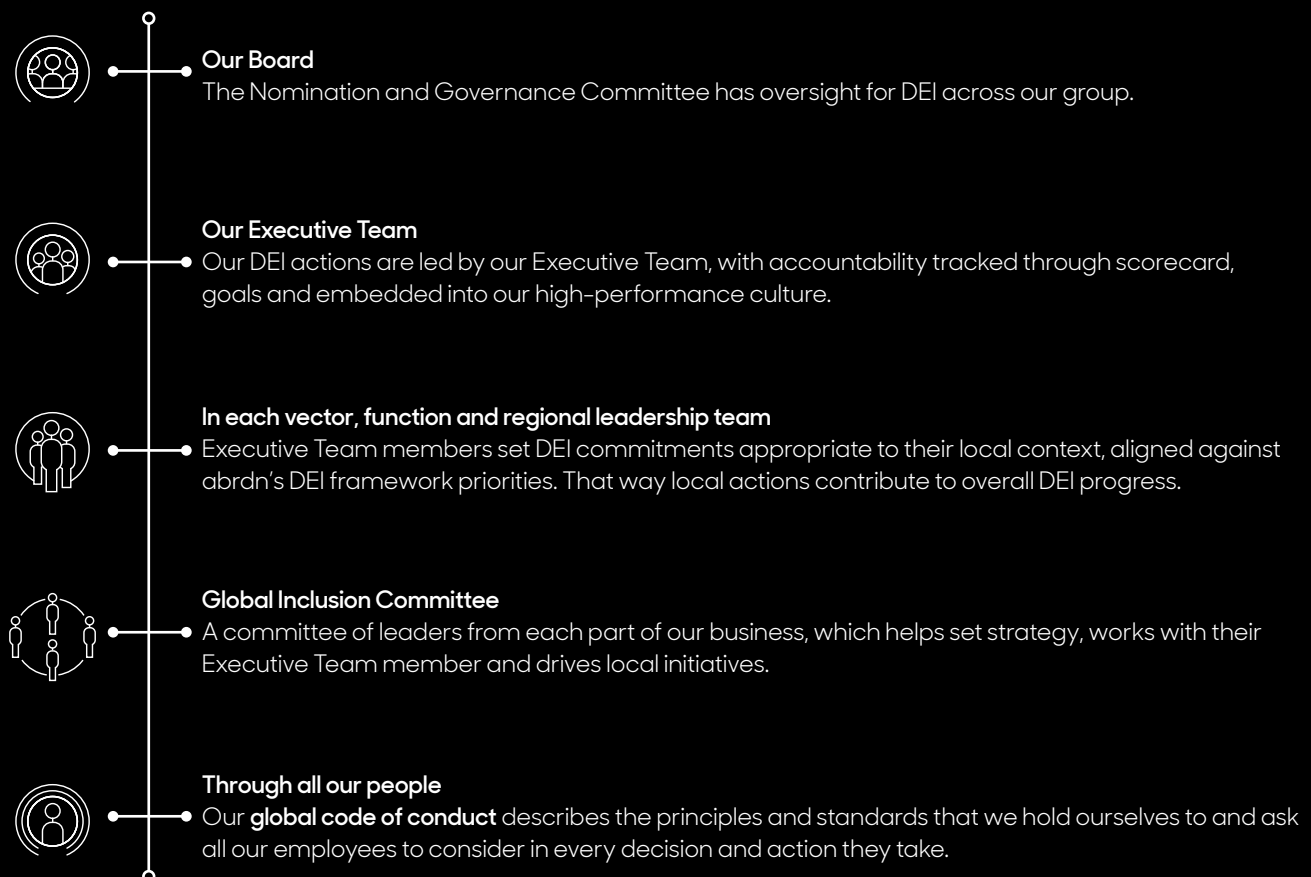 Our Board
The Nomination and Governance Committee has oversight for DEI across our group.
Our Executive Team
Our DEI actions are led by our Executive Team, with accountability tracked through scorecard,
goals and embedded into our high-performance culture.
In each vector, function and regional leadership team
Executive Team members set DEI commitments appropriate to their local context, aligned against
abrdn’s DEI framework priorities. That way local actions contribute to overall DEI progress.
Global Inclusion Committee
A committee of leaders from each part of our business, which helps set strategy, works with their
Executive Team member and drives local initiatives.
Through all our people
Our global code of conduct describes the principles and standards that we hold ourselves to and ask
all our employees to consider in every decision and action they take.